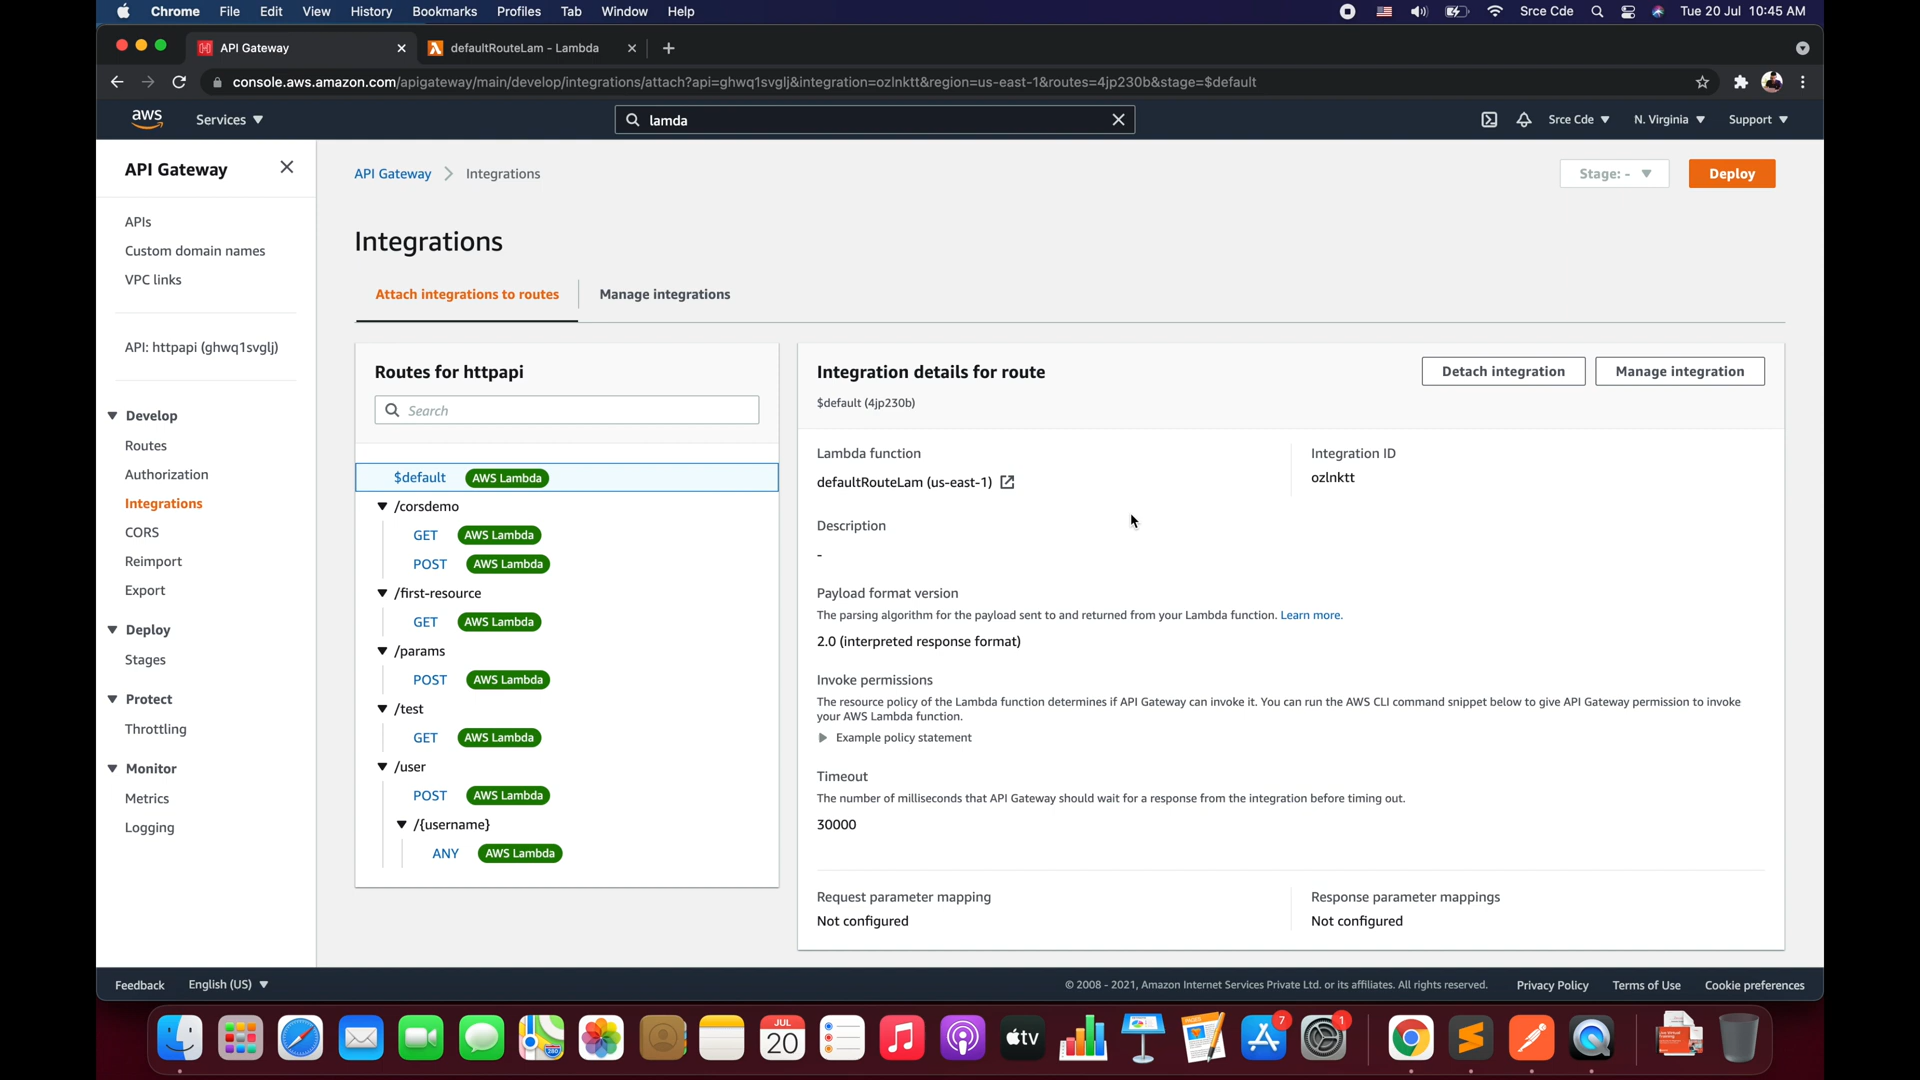 Chrome File Edit View History Bookmarks Profiles Tab Window Help Srce Cde Tue 20 Jul 10:45 AM
API Gateway defaultRouteLam - Lambda
console.aws.amazon.com/apigateway/main/develop/integrations/attach?api=ghwq1svglj&integration=ozlnktt&region=us-east-1&routes=4jp230b&stage=$default
aws Services lamda Srce Cde N. Virginia Support
API Gateway
APIs
Custom domain names
VPC links
API: httpapi (ghwq1svglj)
Develop
Routes
Authorization
Integrations
CORS
Reimport
Export
Deploy
Stages
Protect
Throttling
Monitor
Metrics
Logging
API Gateway Integrations
Stage: - Deploy
Integrations
Attach integrations to routes Manage integrations
Routes for httpapi
Search
$default AWS Lambda
/corsdemo
GET AWS Lambda
POST AWS Lambda
/first-resource
GET AWS Lambda
/params
POST AWS Lambda
/test
GET AWS Lambda
/user
POST AWS Lambda
/{username}
ANY AWS Lambda
Integration details for route
$default (4jp230b)
Detach integration Manage integration
Lambda function
defaultRouteLam (us-east-1)
Integration ID
ozlnktt
Description
-
Payload format version
The parsing algorithm for the payload sent to and returned from your Lambda function. Learn more.
2.0 (interpreted response format)
Invoke permissions
The resource policy of the Lambda function determines if API Gateway can invoke it. You can run the AWS CLI command snippet below to give API Gateway permission to invoke
your AWS Lambda function.
Example policy statement
Timeout
The number of milliseconds that API Gateway should wait for a response from the integration before timing out.
30000
Request parameter mapping
Not configured
Response parameter mappings
Not configured
Feedback English (US) © 2008 - 2021, Amazon Internet Services Private Ltd. or its affiliates. All rights reserved. Privacy Policy Terms of Use Cookie preferences
JUL
20
tv
7
1